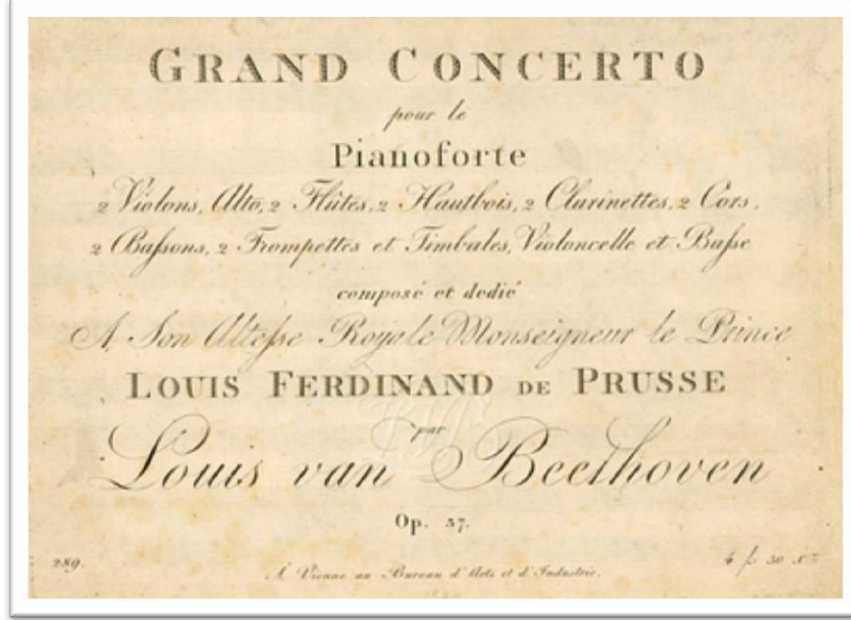 GRAND CONCERTO
pour le
Pianoforte
2 Violons, Alto, 2 Flûtes, 2 Hautbois, 2 Clarinettes, 2 Cors,
2 Baſsons, 2 Trompettes et Timbales, Violoncelle et Baſse
composé et dedié
A Son Alteſse Royale Monseigneur le Prince
LOUIS FERDINAND DE PRUSSE
par
Louis van Beethoven
Op. 37.
289.
4 f. 30 x.
À Vienne au Bureau d'Arts et d'Industrie.